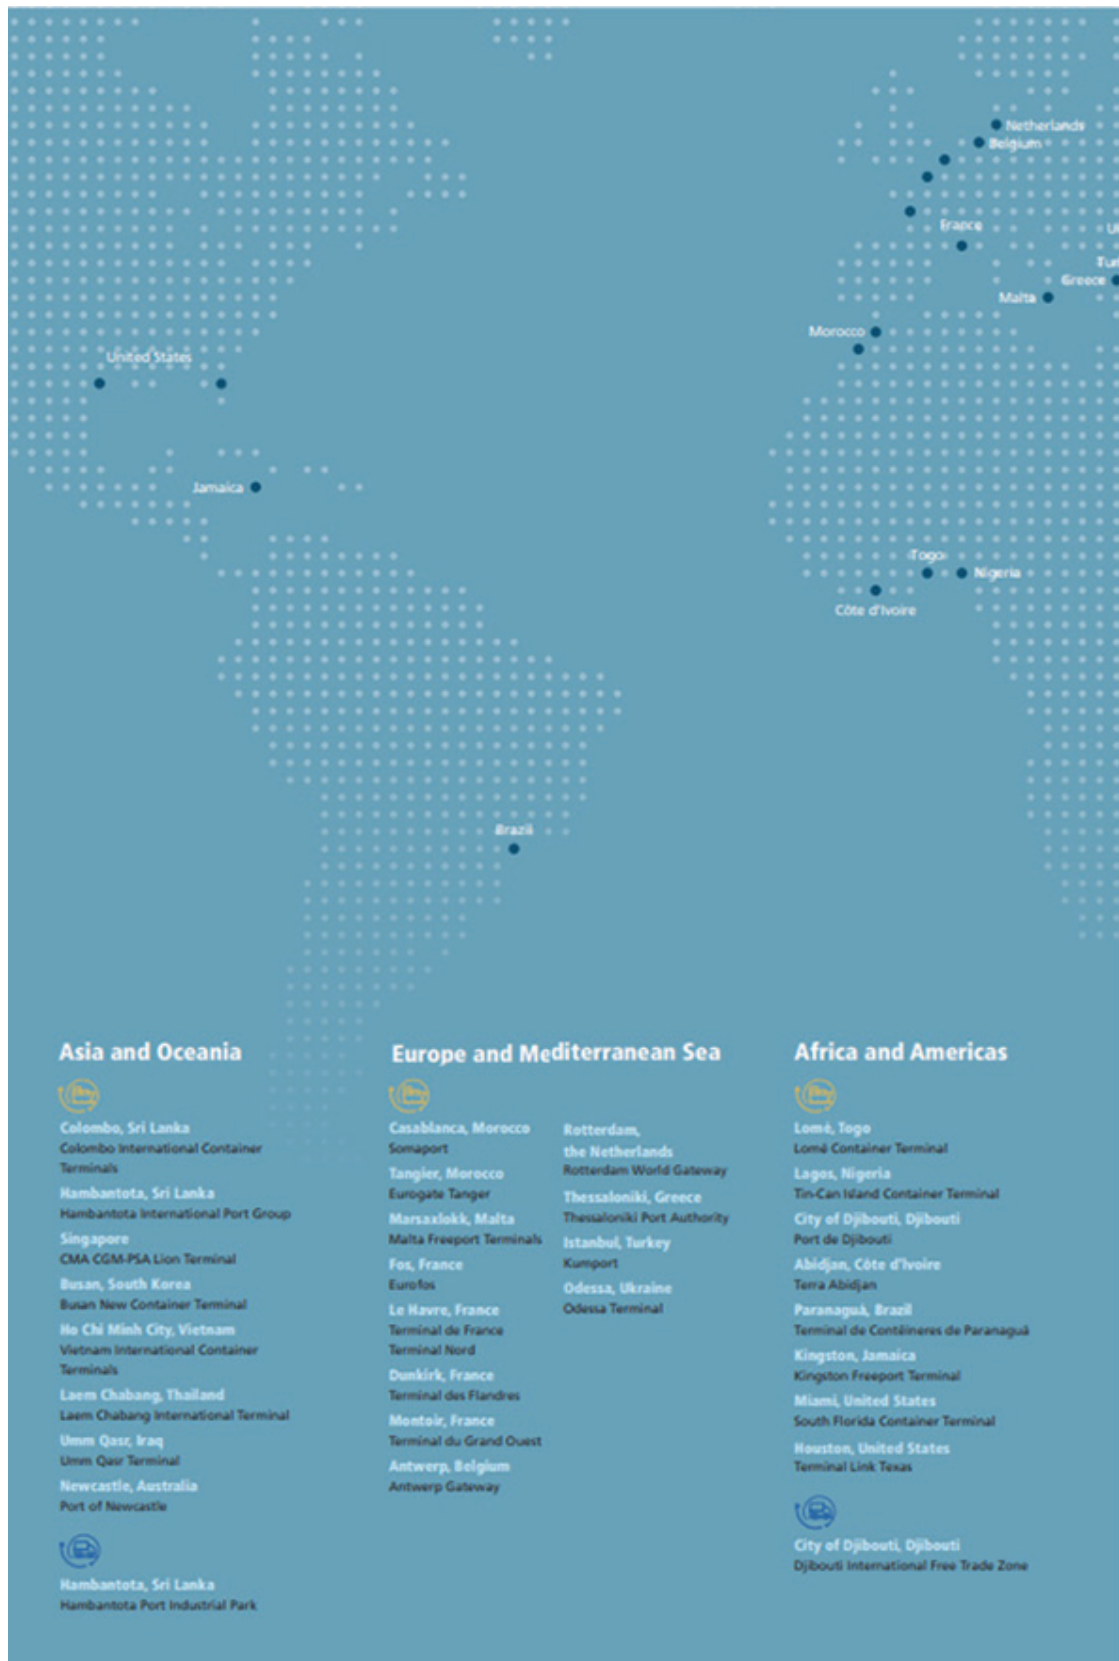 Netherlands
Belgium
France
Greece
Malta
Morocco
United States
Jamaica
Togo
Nigeria
Côte d'Ivoire
Brazil
Asia and Oceania
Colombo, Sri Lanka
Colombo International Container
Terminals
Hambantota, Sri Lanka
Hambantota International Port Group
Singapore
CMA CGM-PSA Lion Terminal
Busan, South Korea
Busan New Container Terminal
Ho Chi Minh City, Vietnam
Vietnam International Container
Terminals
Laem Chabang, Thailand
Laem Chabang International Terminal
Umm Qasr, Iraq
Umm Qasr Terminal
Newcastle, Australia
Port of Newcastle
Hambantota, Sri Lanka
Hambantota Port Industrial Park
Europe and Mediterranean Sea
Casablanca, Morocco
Somaport
Tangier, Morocco
Eurogate Tanger
Marsaxlokk, Malta
Malta Freeport Terminals
Fos, France
Eurofos
Le Havre, France
Terminal de France
Terminal Nord
Dunkirk, France
Terminal des Flandres
Montoir, France
Terminal du Grand Ouest
Antwerp, Belgium
Antwerp Gateway
Rotterdam,
the Netherlands
Rotterdam World Gateway
Thessaloniki, Greece
Thessaloniki Port Authority
Istanbul, Turkey
Kumport
Odessa, Ukraine
Odessa Terminal
Africa and Americas
Lomé, Togo
Lomé Container Terminal
Lagos, Nigeria
Tin-Can Island Container Terminal
City of Djibouti, Djibouti
Port de Djibouti
Abidjan, Côte d'Ivoire
Terra Abidjan
Paranaguà, Brazil
Terminal de Contêineres de Paranaguà
Kingston, Jamaica
Kingston Freeport Terminal
Miami, United States
South Florida Container Terminal
Houston, United States
Terminal Link Texas
City of Djibouti, Djibouti
Djibouti International Free Trade Zone